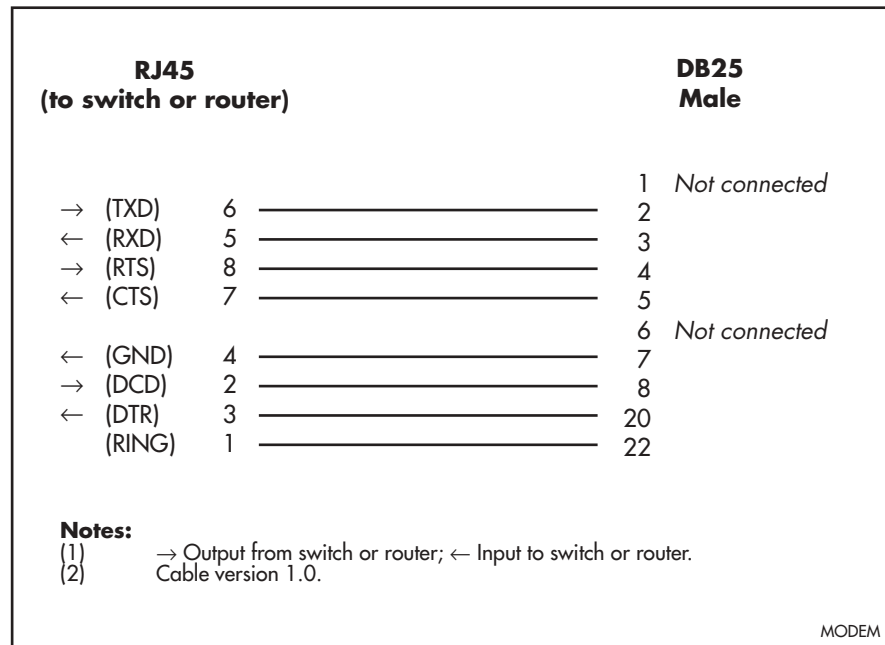 RJ45 DB25
(to switch or router) Male
1 Not connected
→ (TXD) 6 2
← (RXD) 5 3
→ (RTS) 8 4
← (CTS) 7 5
6 Not connected
← (GND) 4 7
→ (DCD) 2 8
← (DTR) 3 20
(RING) 1 22
Notes:
(1) → Output from switch or router; ← Input to switch or router.
(2) Cable version 1.0.
MODEM